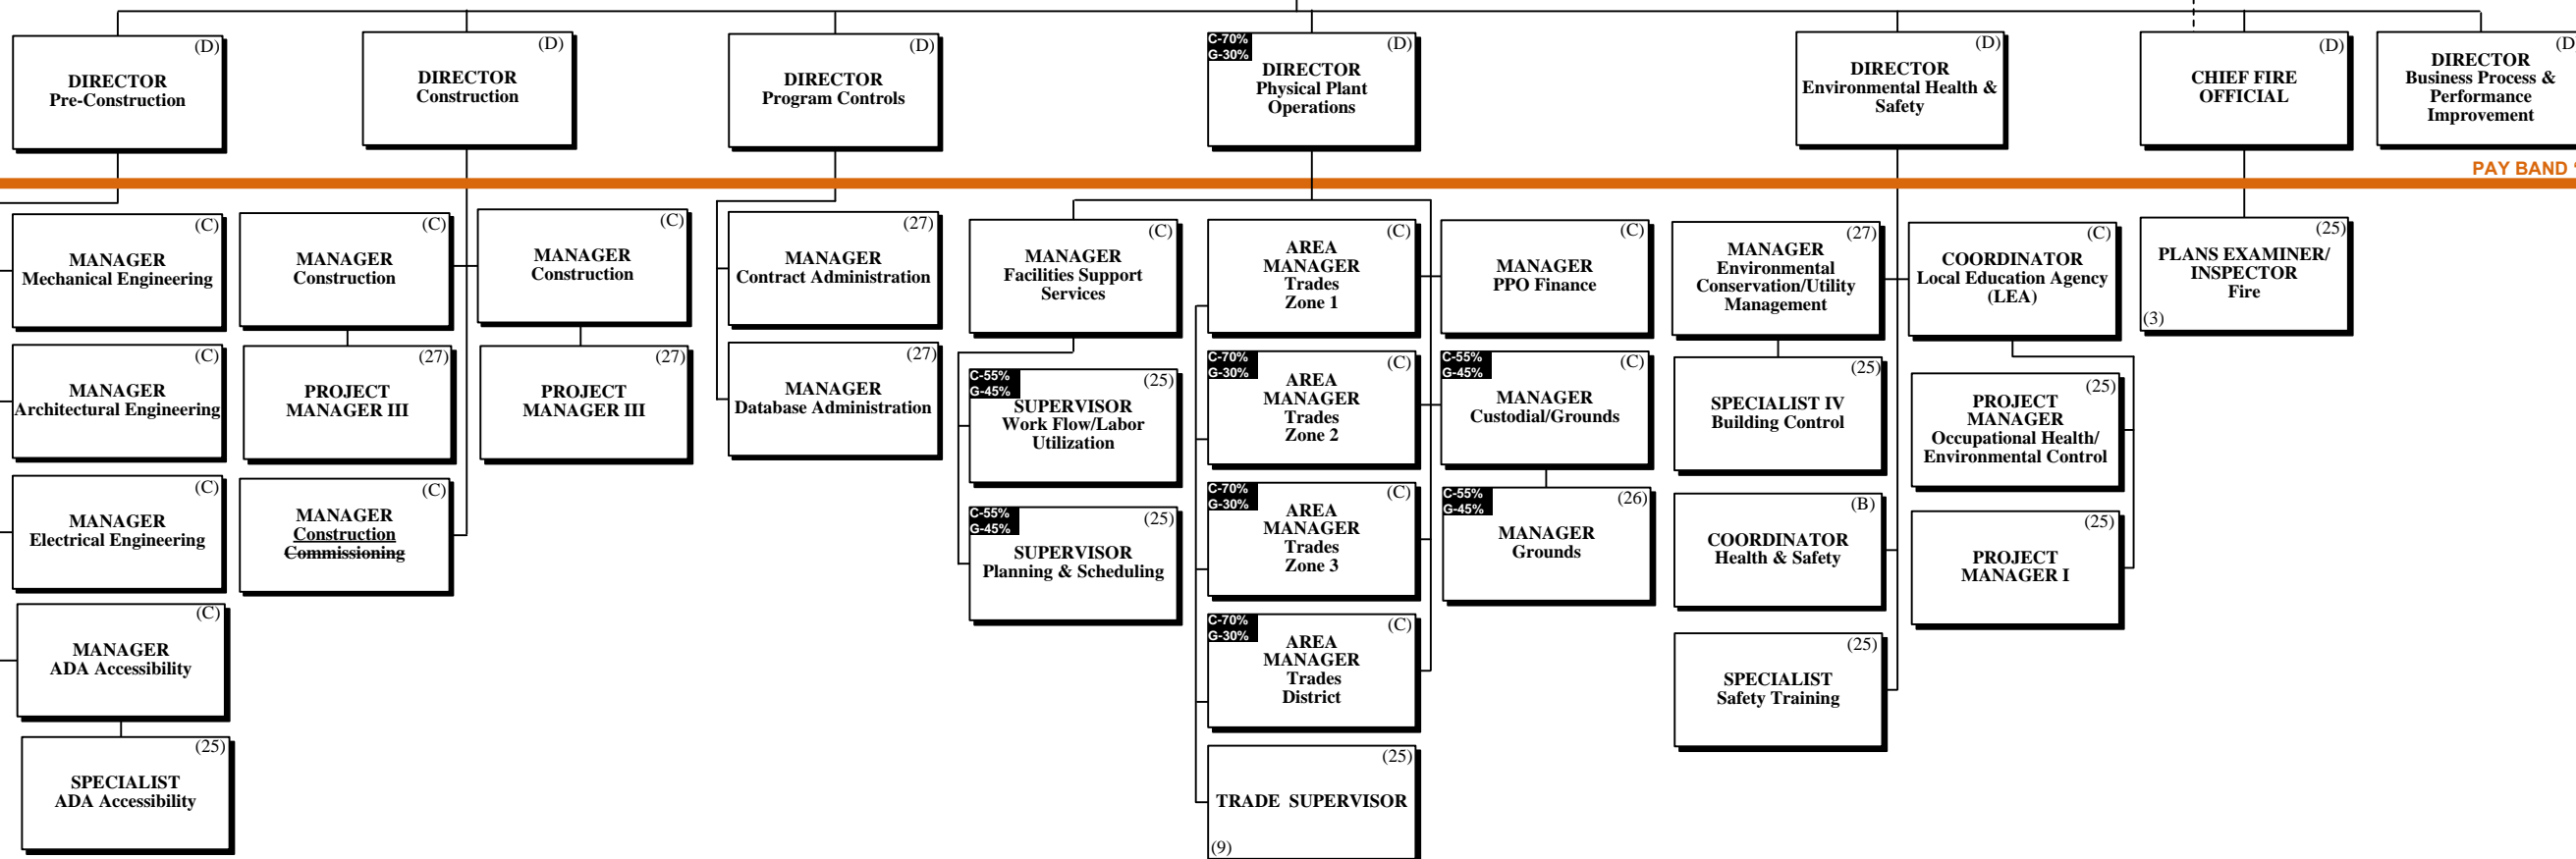 (D)
DIRECTOR
Pre-Construction
(D)
DIRECTOR
Construction
(D)
DIRECTOR
Program Controls
C-70%
G-30%
(D)
DIRECTOR
Physical Plant
Operations
(D)
DIRECTOR
Environmental Health &
Safety
(D)
CHIEF FIRE
OFFICIAL
(D
DIRECTOR
Business Process &
Performance
Improvement
PAY BAND
(C)
MANAGER
Mechanical Engineering
(C)
MANAGER
Architectural Engineering
(C)
MANAGER
Electrical Engineering
(C)
MANAGER
ADA Accessibility
(25)
SPECIALIST
ADA Accessibility
(C)
MANAGER
Construction
(27)
PROJECT
MANAGER III
(C)
MANAGER
Construction
Commissioning
(C)
MANAGER
Construction
(27)
PROJECT
MANAGER III
(27)
MANAGER
Contract Administration
(27)
MANAGER
Database Administration
(C)
MANAGER
Facilities Support
Services
C-55%
G-45%
(25)
SUPERVISOR
Work Flow/Labor
Utilization
C-55%
G-45%
(25)
SUPERVISOR
Planning & Scheduling
(C)
AREA
MANAGER
Trades
Zone 1
C-70%
G-30%
(C)
AREA
MANAGER
Trades
Zone 2
C-70%
G-30%
(C)
AREA
MANAGER
Trades
Zone 3
C-70%
G-30%
(C)
AREA
MANAGER
Trades
District
(25)
TRADE SUPERVISOR
(9)
(C)
MANAGER
PPO Finance
C-55%
G-45%
(C)
MANAGER
Custodial/Grounds
C-55%
G-45%
(26)
MANAGER
Grounds
(27)
MANAGER
Environmental
Conservation/Utility
Management
(25)
SPECIALIST IV
Building Control
(B)
COORDINATOR
Health & Safety
(25)
SPECIALIST
Safety Training
(C)
COORDINATOR
Local Education Agency
(LEA)
(25)
PROJECT
MANAGER
Occupational Health/
Environmental Control
(25)
PROJECT
MANAGER I
(25)
PLANS EXAMINER/
INSPECTOR
Fire
(3)